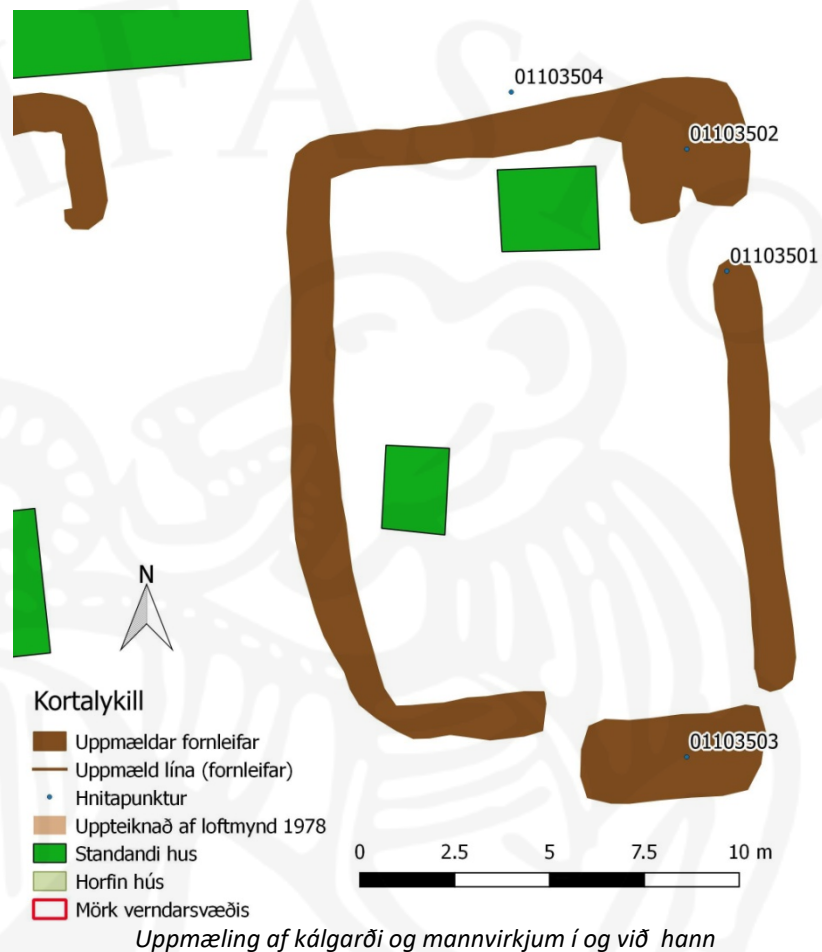 01103504
01103502
01103501
N
Kortalykill
Uppmældar fornleifar
Uppmæld lína (fornleifar)
Hnitapunktur
Uppteiknað af loftmynd 1978
Standandi hus
Horfin hús
Mörk verndarsvæðis
01103503
0 2.5 5 7.5 10 m
Uppmæling af kálgarði og mannvirkjum í og við hann